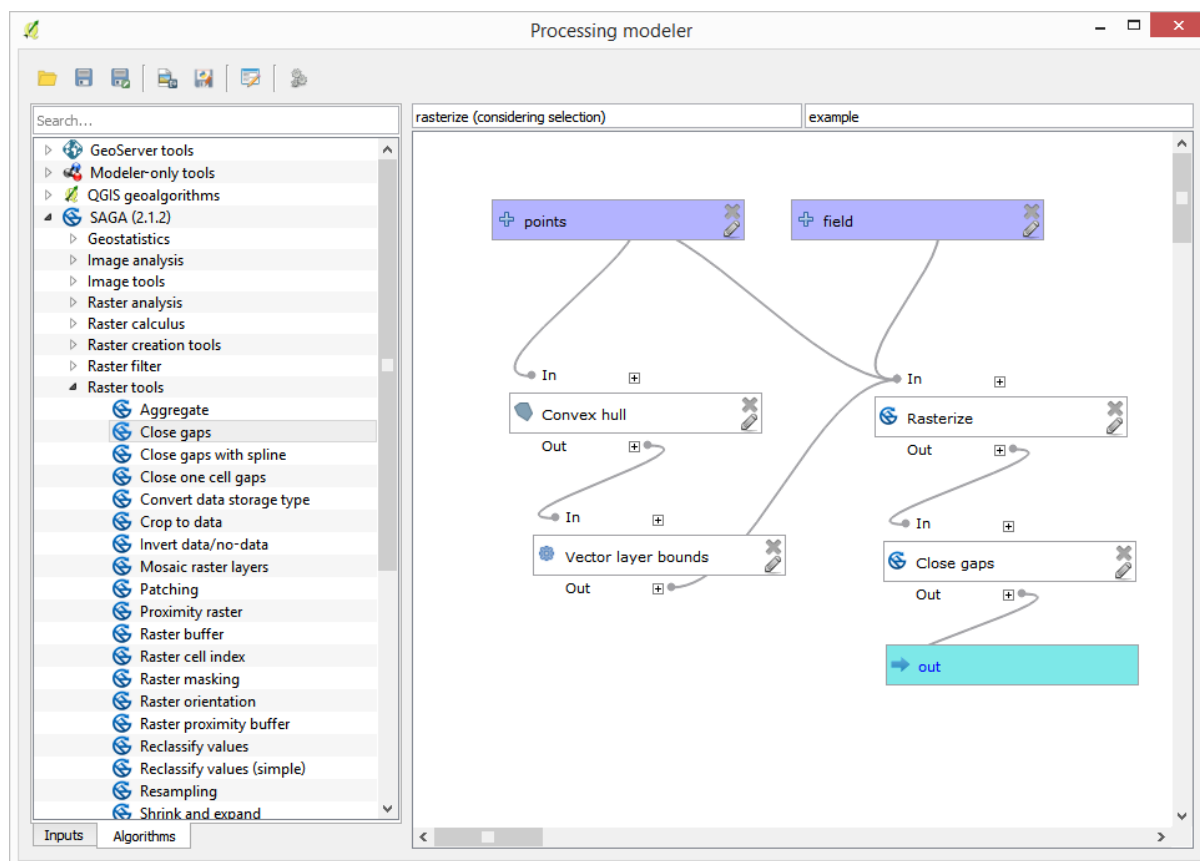 Processing modeler
Search...
rasterize (considering selection)
example
GeoServer tools
Modeler-only tools
QGIS geoalgorithms
SAGA (2.1.2)
Geostatistics
Image analysis
Image tools
Raster analysis
Raster calculus
Raster creation tools
Raster filter
Raster tools
Aggregate
Close gaps
Close gaps with spline
Close one cell gaps
Convert data storage type
Crop to data
Invert data/no-data
Mosaic raster layers
Patching
Proximity raster
Raster buffer
Raster cell index
Raster masking
Raster orientation
Raster proximity buffer
Reclassify values
Reclassify values (simple)
Resampling
Shrink and expand
Inputs
Algorithms
points
field
In
Convex hull
Out
In
Rasterize
Out
In
Vector layer bounds
Out
In
Close gaps
Out
out